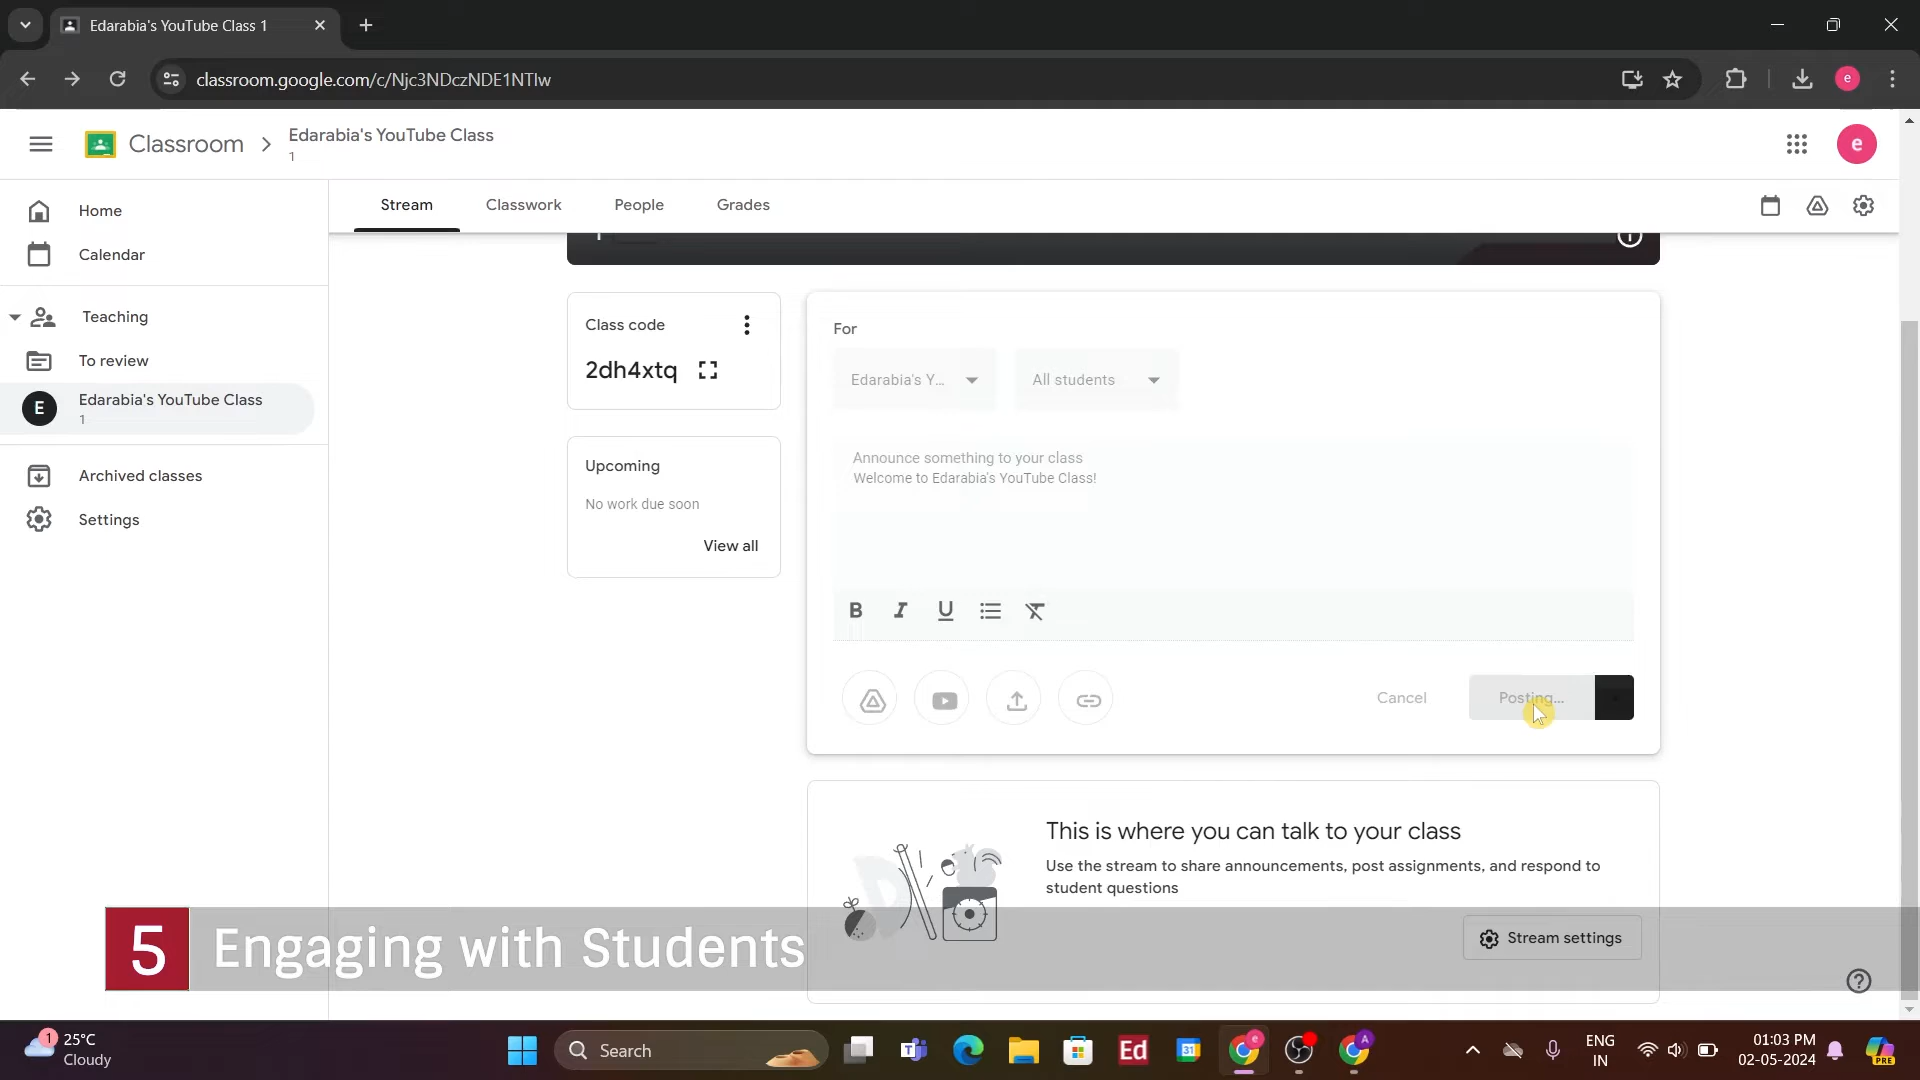 Edarabia's YouTube Class 1
classroom.google.com/c/Njc3NDczNDE1NTIw
e
Classroom
Edarabia's YouTube Class
1
e
Home
Calendar
Teaching
To review
E
Edarabia's YouTube Class
1
Archived classes
Settings
Stream
Classwork
People
Grades
Class code
2dh4xtq
Upcoming
No work due soon
View all
For
Edarabia's Y...
All students
Announce something to your class
Welcome to Edarabia's YouTube Class!
B
I
U
Cancel
Posting...
This is where you can talk to your class
Use the stream to share announcements, post assignments, and respond to
student questions
Stream settings
5
Engaging with Students
1
25°C
Cloudy
Search
Ed
31
e
A
ENG
IN
01:03 PM
02-05-2024
PRE